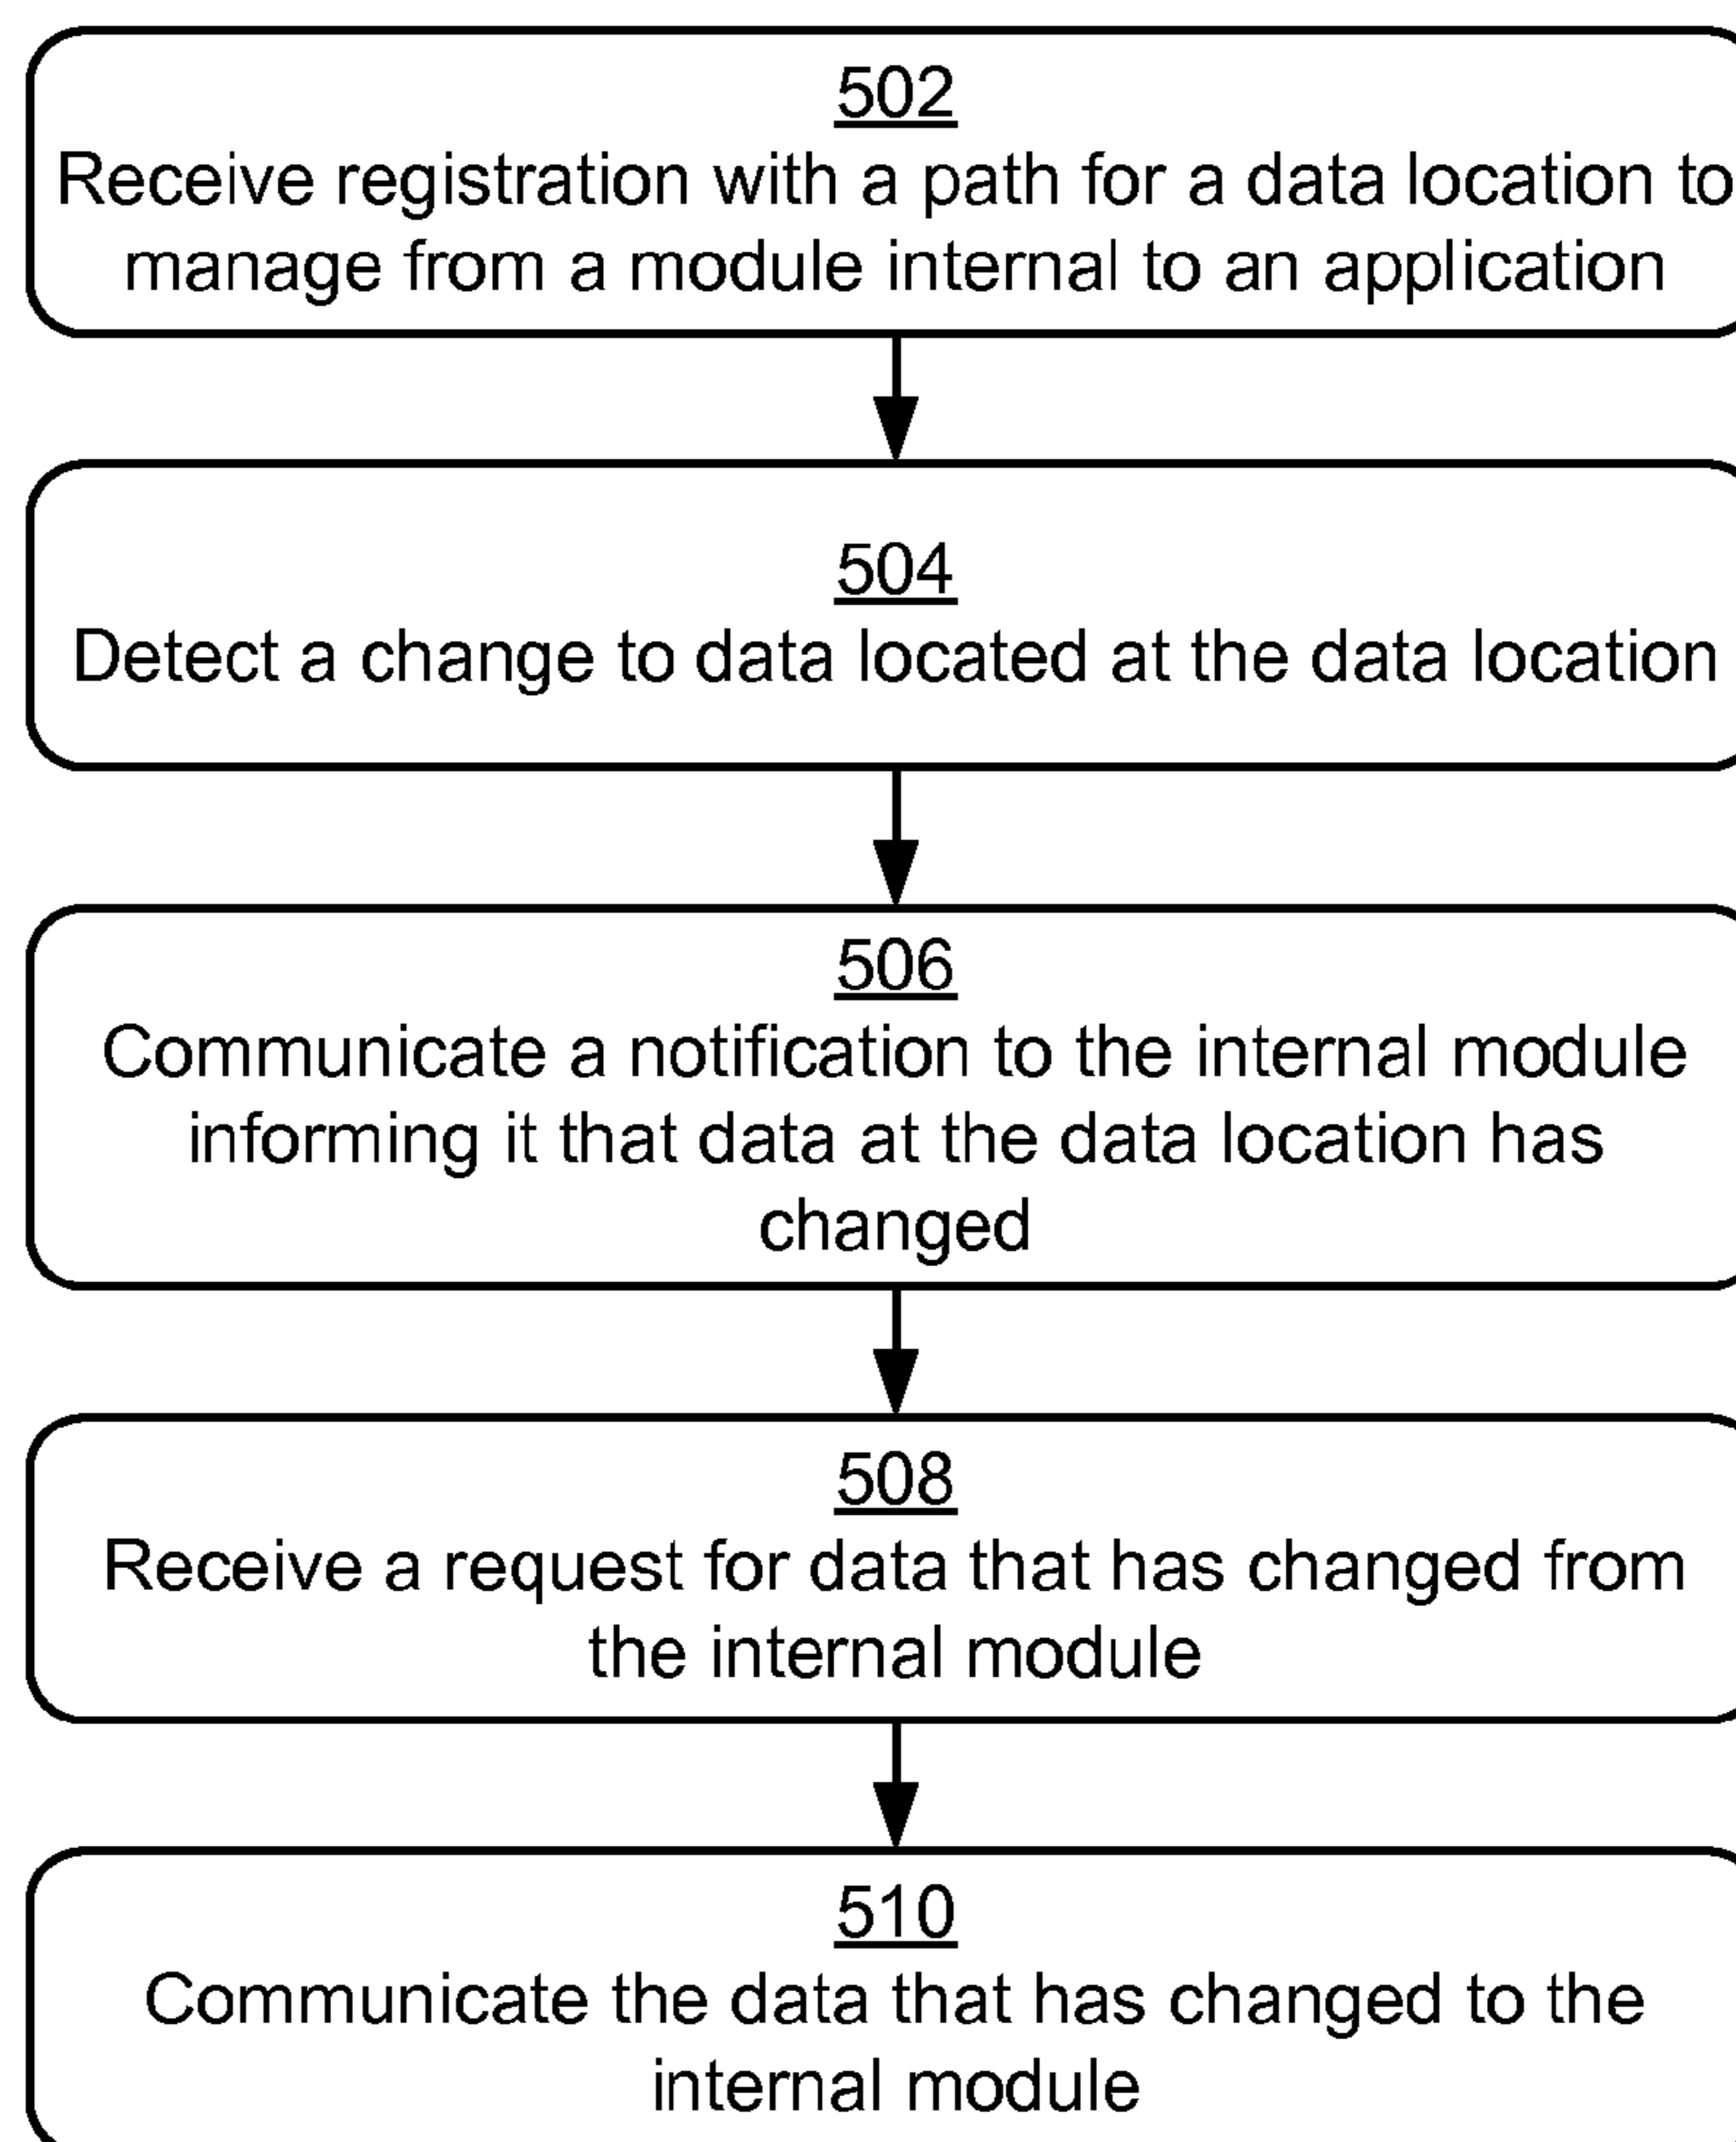 502
Receive registration with a path for a data location to
manage from a module internal to an application
504
Detect a change to data located at the data location
506
Communicate a notification to the internal module
informing it that data at the data location has
changed
508
Receive a request for data that has changed from
the internal module
510
Communicate the data that has changed to the
internal module